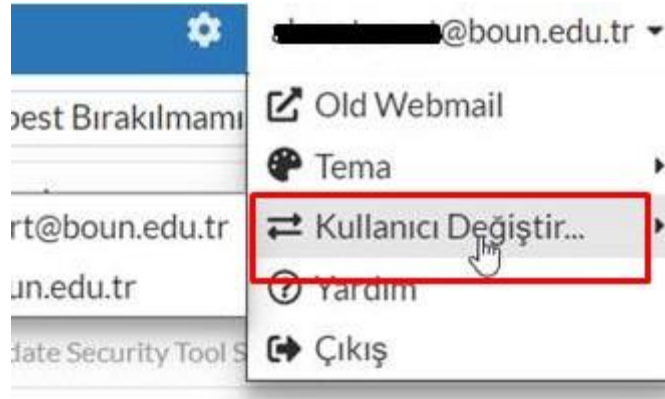 @boun.edu.tr
Old Webmail
best Bırakılmamı
Tema
rt@boun.edu.tr
Kullanıcı Değiştir...
un.edu.tr
Yardım
date Security Tool S
Çıkış